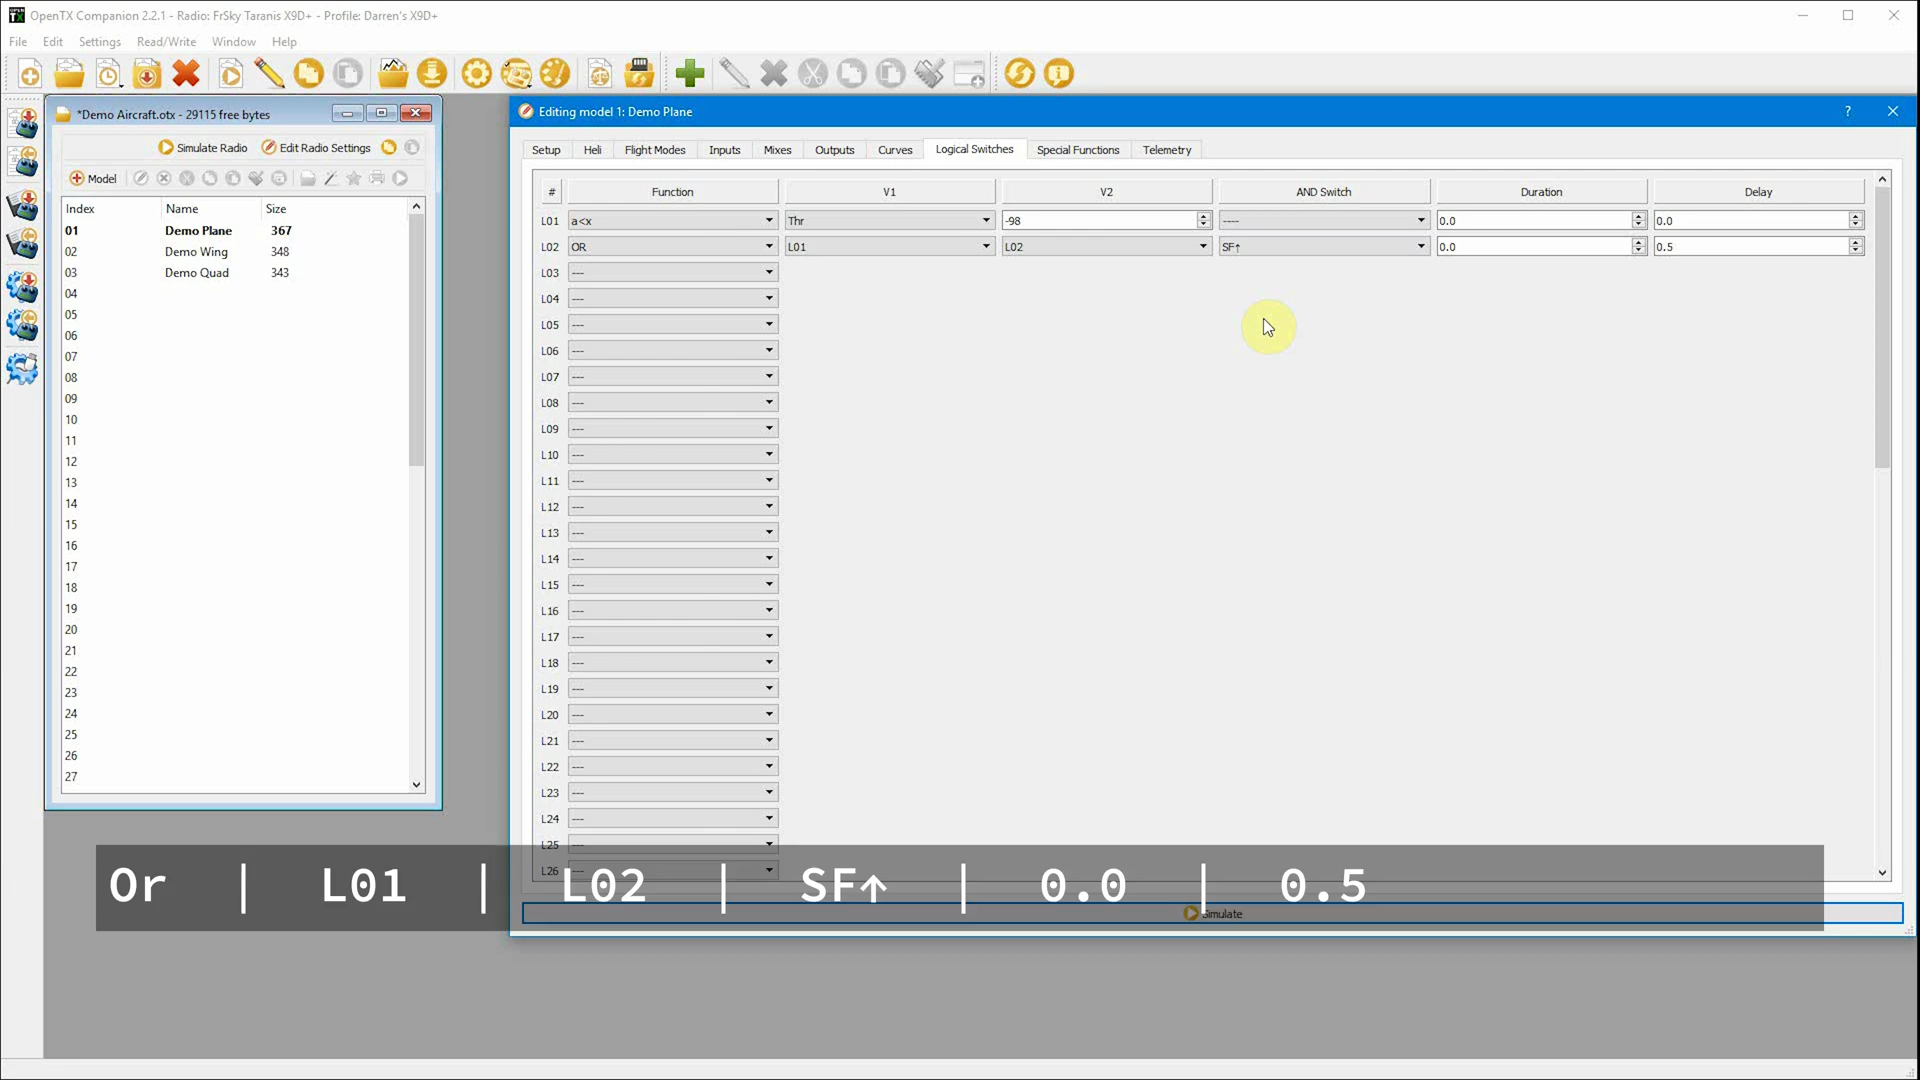 OpenTX Companion 2.2.1 - Radio: FrSky Taranis X9D+ - Profile: Darren's X9D+
File Edit Settings Read/Write Window Help
*Demo Aircraft.otx - 29115 free bytes
Simulate Radio Edit Radio Settings
Model
Index Name Size
01 Demo Plane 367
02 Demo Wing 348
03 Demo Quad 343
04
05
06
07
08
09
10
11
12
13
14
15
16
17
18
19
20
21
22
23
24
25
26
27
Editing model 1: Demo Plane
Setup Heli Flight Modes Inputs Mixes Outputs Curves Logical Switches Special Functions Telemetry
# Function V1 V2 AND Switch Duration Delay
L01 a<x Thr -98 ---- 0.0 0.0
L02 OR L01 L02 SF↑ 0.0 0.5
L03 ---
L04 ---
L05 ---
L06 ---
L07 ---
L08 ---
L09 ---
L10 ---
L11 ---
L12 ---
L13 ---
L14 ---
L15 ---
L16 ---
L17 ---
L18 ---
L19 ---
L20 ---
L21 ---
L22 ---
L23 ---
L24 ---
L25 ---
L26 ---
Or | L01 | L02 | SF↑ | 0.0 | 0.5
Simulate